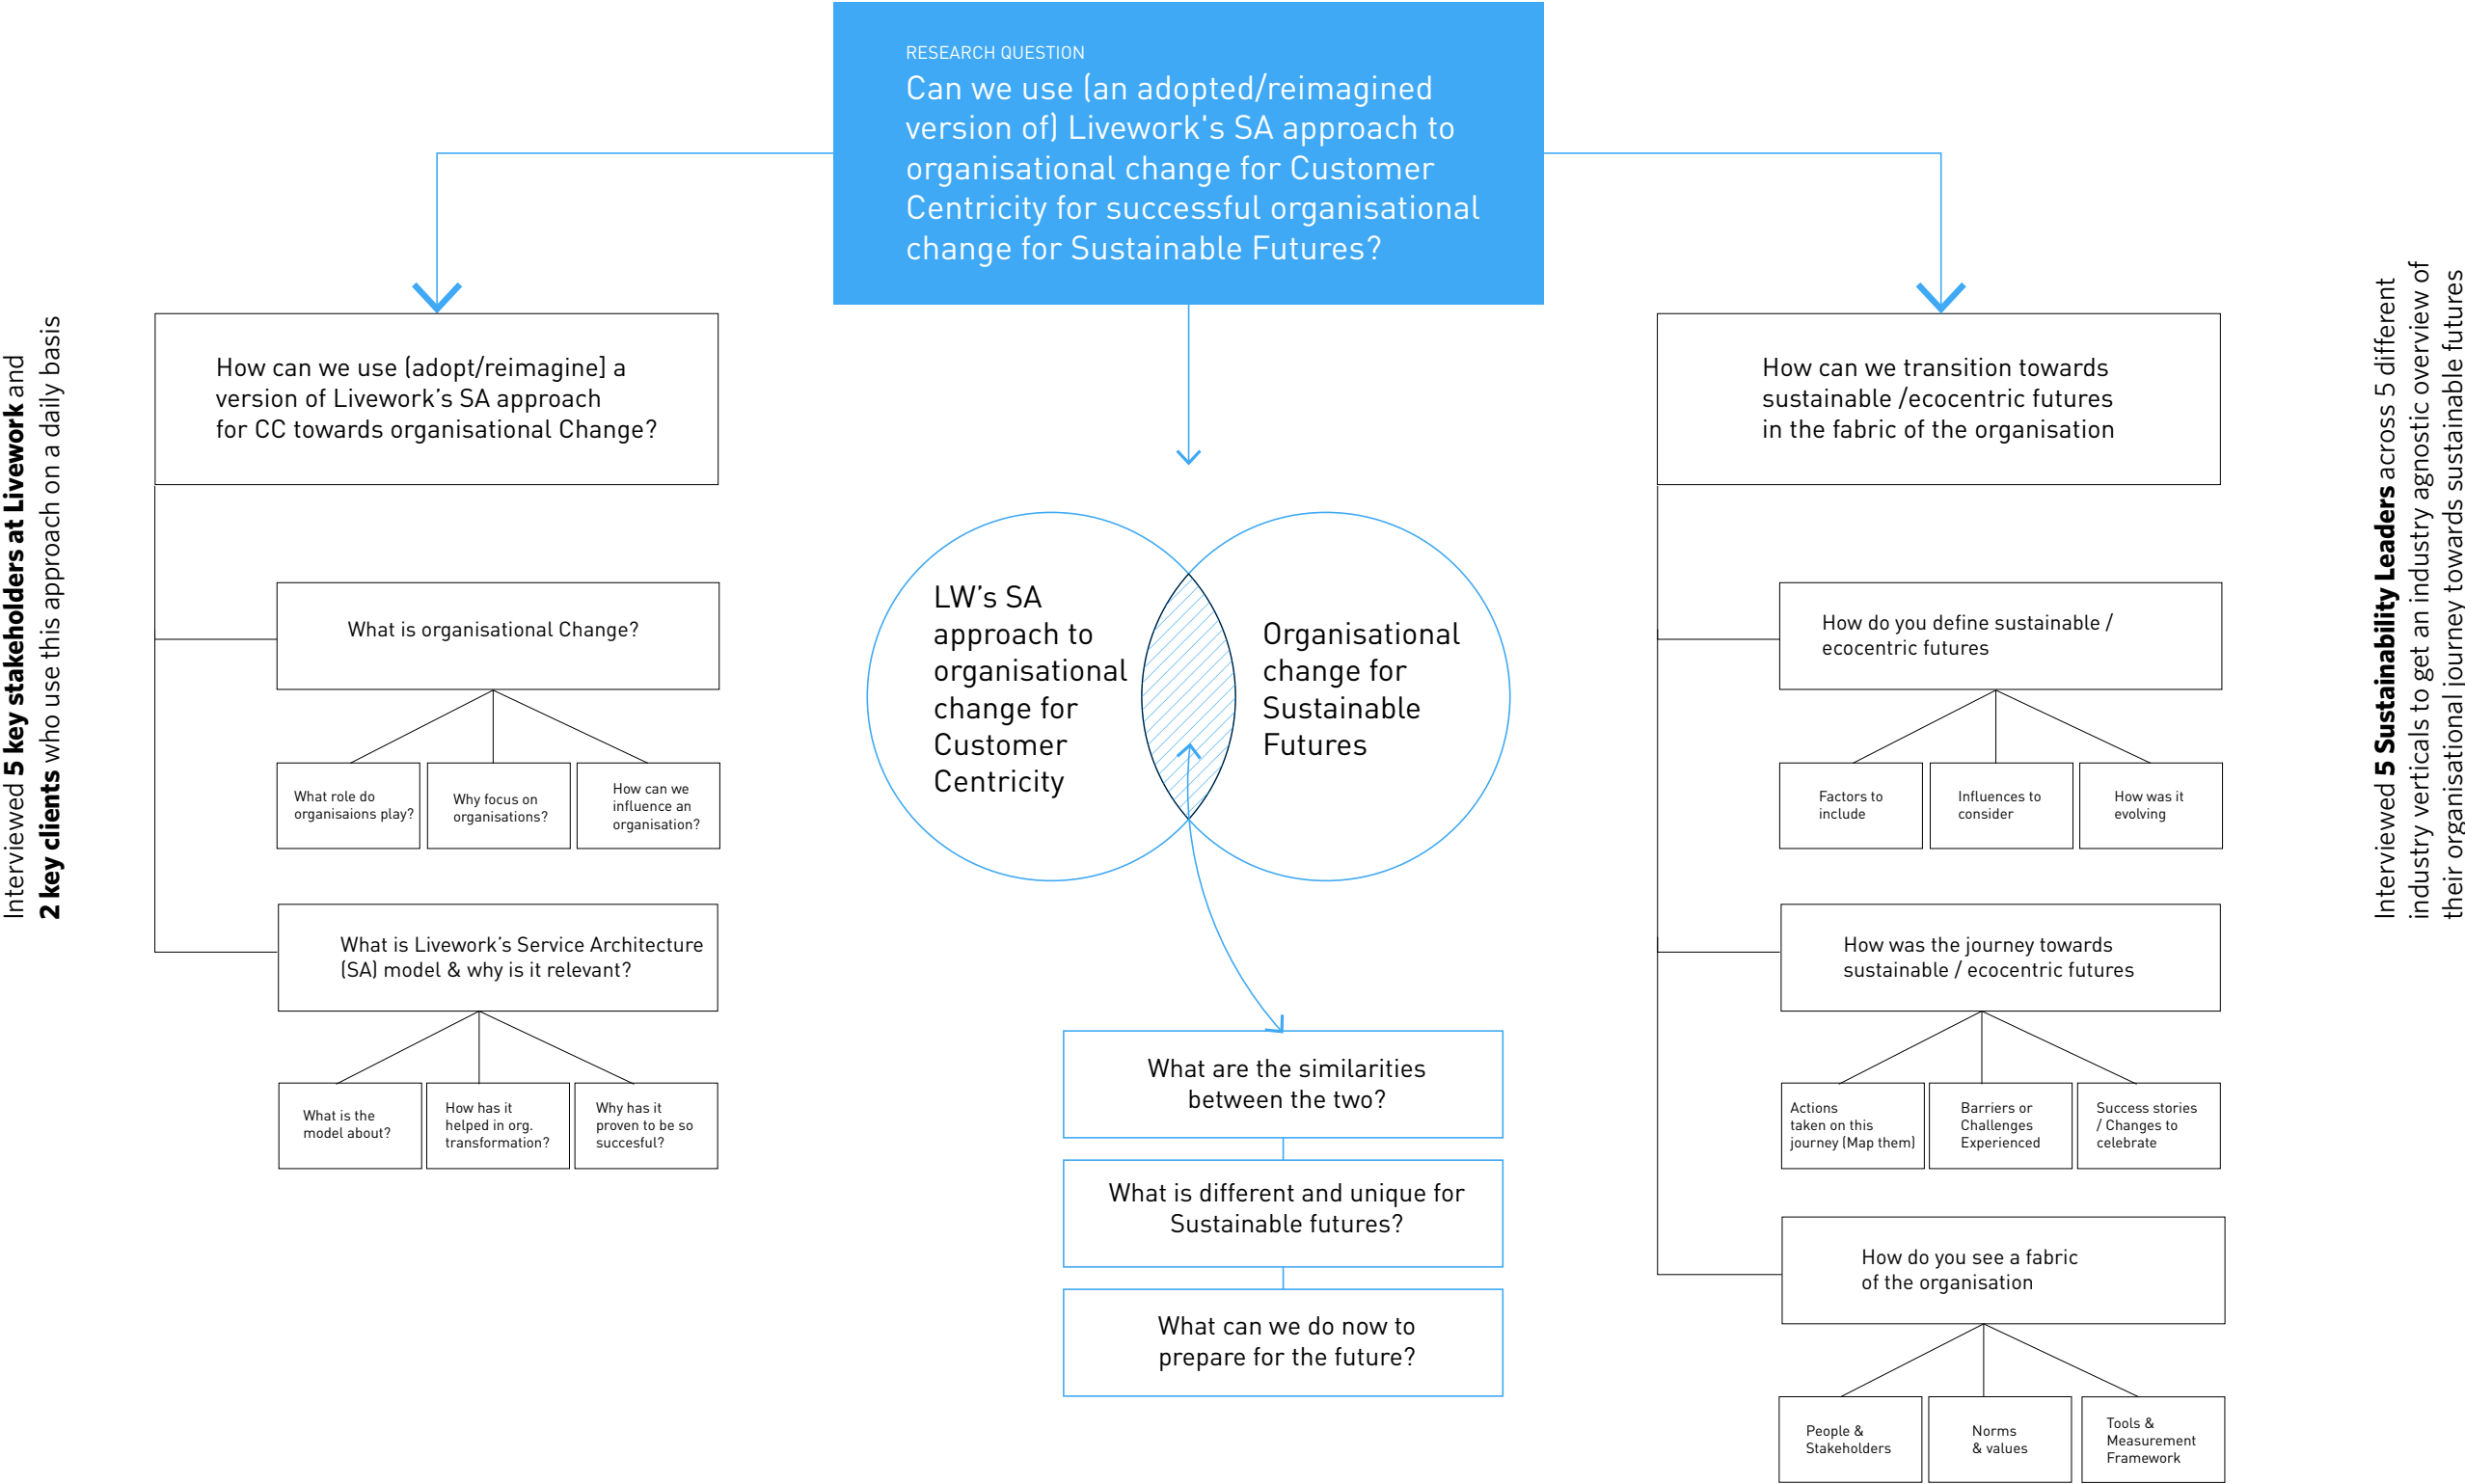 RESEARCH QUESTION
Can we use (an adopted/reimagined
version of) Livework's SA approach to
organisational change for Customer
Centricity for successful organisational
change for Sustainable Futures?
Interviewed 5 key stakeholders at Livework and
2 key clients who use this approach on a daily basis
How can we use (adopt/reimagine] a
version of Livework’s SA approach
for CC towards organisational Change?
What is organisational Change?
What role do
organisaions play?
Why focus on
organisations?
How can we
influence an
organisation?
What is Livework’s Service Architecture
(SA) model & why is it relevant?
What is the
model about?
How has it
helped in org.
transformation?
Why has it
proven to be so
succesful?
LW’s SA
approach to
organisational
change for
Customer
Centricity
Organisational
change for
Sustainable
Futures
What are the similarities
between the two?
What is different and unique for
Sustainable futures?
What can we do now to
prepare for the future?
How can we transition towards
sustainable /ecocentric futures
in the fabric of the organisation
How do you define sustainable /
ecocentric futures
Factors to
include
Influences to
consider
How was it
evolving
How was the journey towards
sustainable / ecocentric futures
Actions
taken on this
journey (Map them)
Barriers or
Challenges
Experienced
Success stories
/ Changes to
celebrate
How do you see a fabric
of the organisation
People &
Stakeholders
Norms
& values
Tools &
Measurement
Framework
Interviewed 5 Sustainability Leaders across 5 different
industry verticals to get an industry agnostic overview of
their organisational journey towards sustainable futures